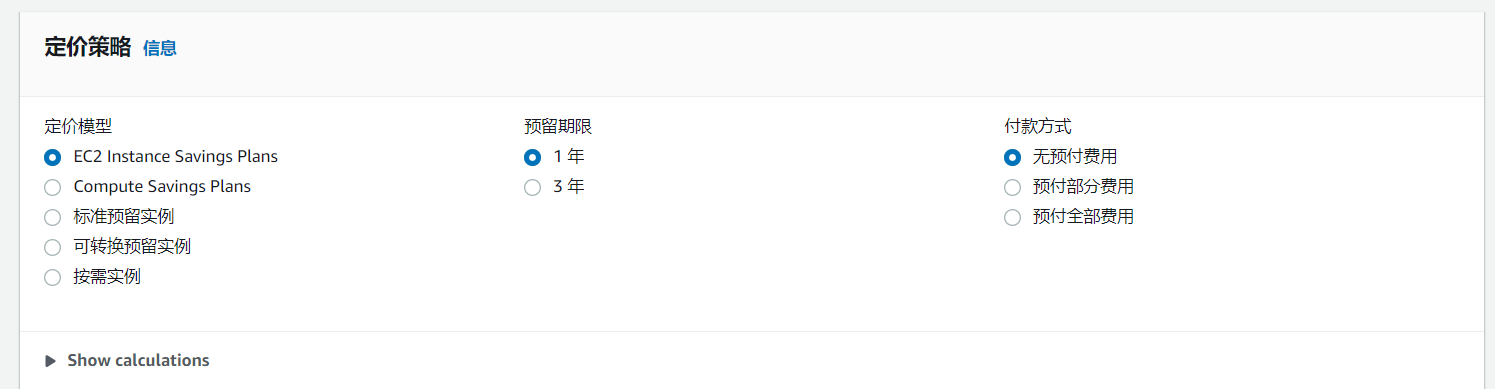 定价策略 信息
定价模型
EC2 Instance Savings Plans
Compute Savings Plans
标准预留实例
可转换预留实例
按需实例
预留期限
1 年
3 年
付款方式
无预付费用
预付部分费用
预付全部费用
Show calculations